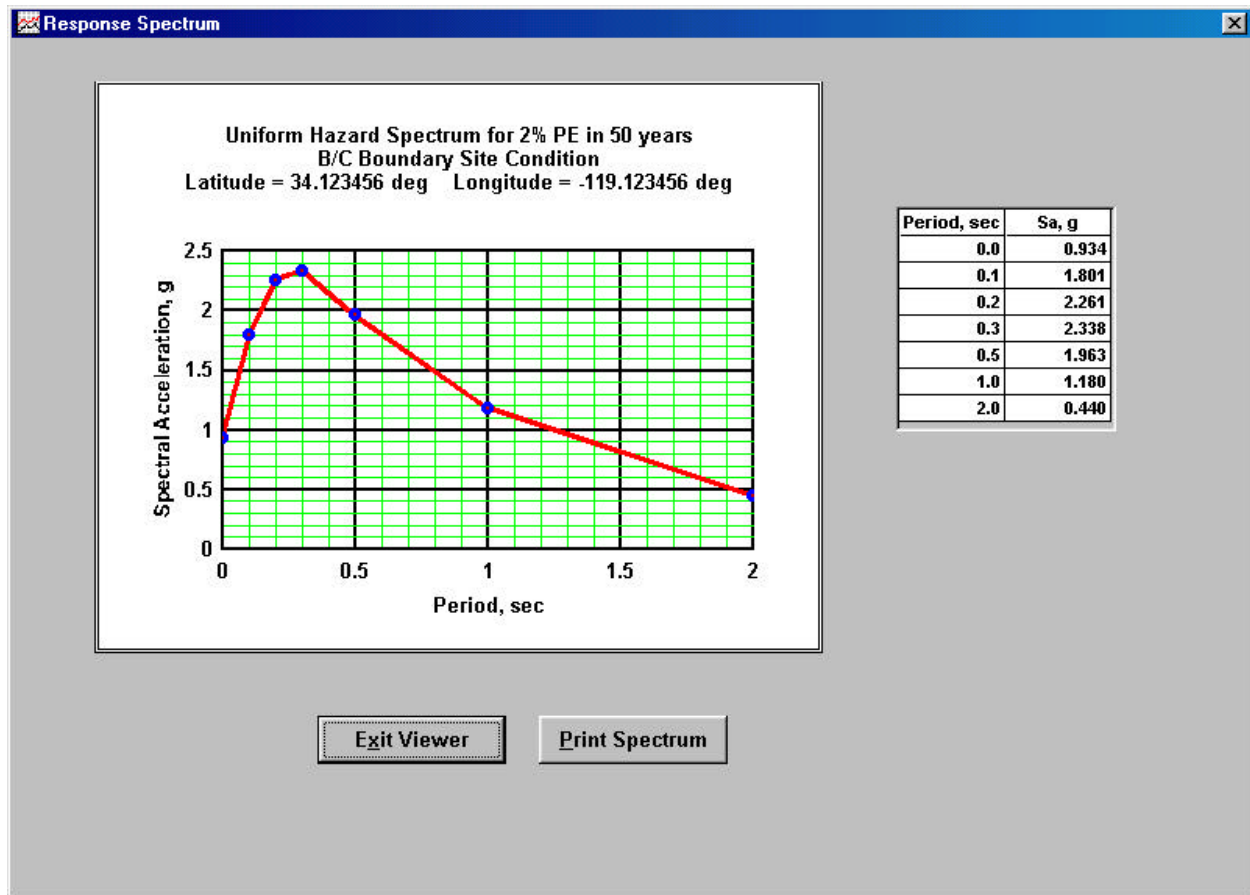 Response Spectrum
Uniform Hazard Spectrum for 2% PE in 50 years
B/C Boundary Site Condition
Latitude = 34.123456 deg Longitude = -119.123456 deg
Spectral Acceleration, g
2.5
2
1.5
1
0.5
0
0 0.5 1 1.5 2
Period, sec
Period, sec Sa, g
0.0 0.934
0.1 1.801
0.2 2.261
0.3 2.338
0.5 1.963
1.0 1.180
2.0 0.440
Exit Viewer Print Spectrum